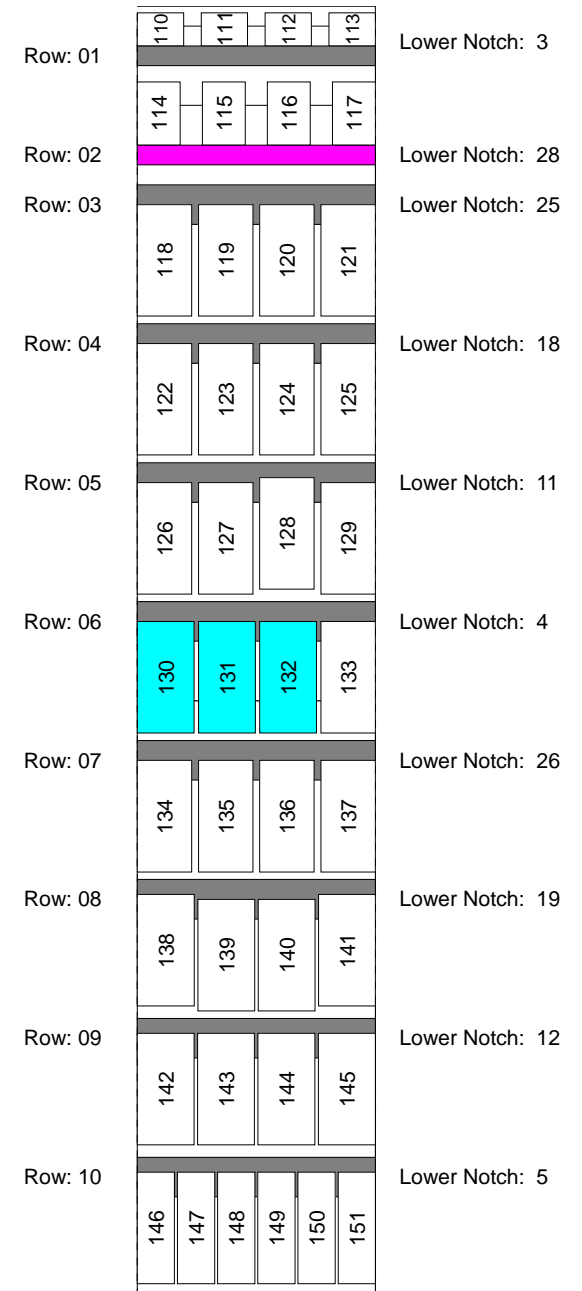 110 111 112 113
Row: 01 Lower Notch: 3
114 115 116 117
Row: 02 Lower Notch: 28
Row: 03 Lower Notch: 25
118 119 120 121
Row: 04 Lower Notch: 18
122 123 124 125
Row: 05 Lower Notch: 11
126 127 128 129
Row: 06 Lower Notch: 4
130 131 132 133
Row: 07 Lower Notch: 26
134 135 136 137
Row: 08 Lower Notch: 19
138 139 140 141
Row: 09 Lower Notch: 12
142 143 144 145
Row: 10 Lower Notch: 5
146 147 148 149 150 151